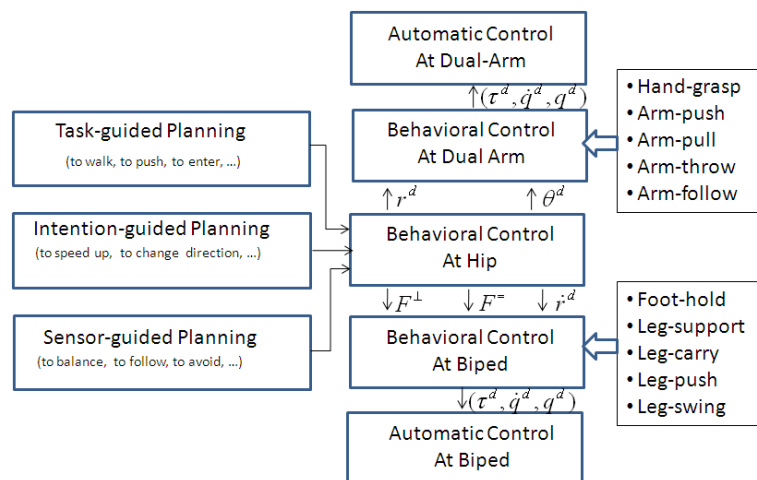 Automatic Control
At Dual-Arm
↑(τ^d, q̇^d, q^d)
• Hand-grasp
• Arm-push
• Arm-pull
• Arm-throw
• Arm-follow
Behavioral Control
At Dual Arm
Task-guided Planning
(to walk, to push, to enter, ...)
↑ r^d ↑ θ^d
Intention-guided Planning
(to speed up, to change direction, ...)
Behavioral Control
At Hip
↓ F^⊥ ↓ F^= ↓ ṙ^d
Sensor-guided Planning
(to balance, to follow, to avoid, ...)
Behavioral Control
At Biped
• Foot-hold
• Leg-support
• Leg-carry
• Leg-push
• Leg-swing
↓(τ^d, q̇^d, q^d)
Automatic Control
At Biped